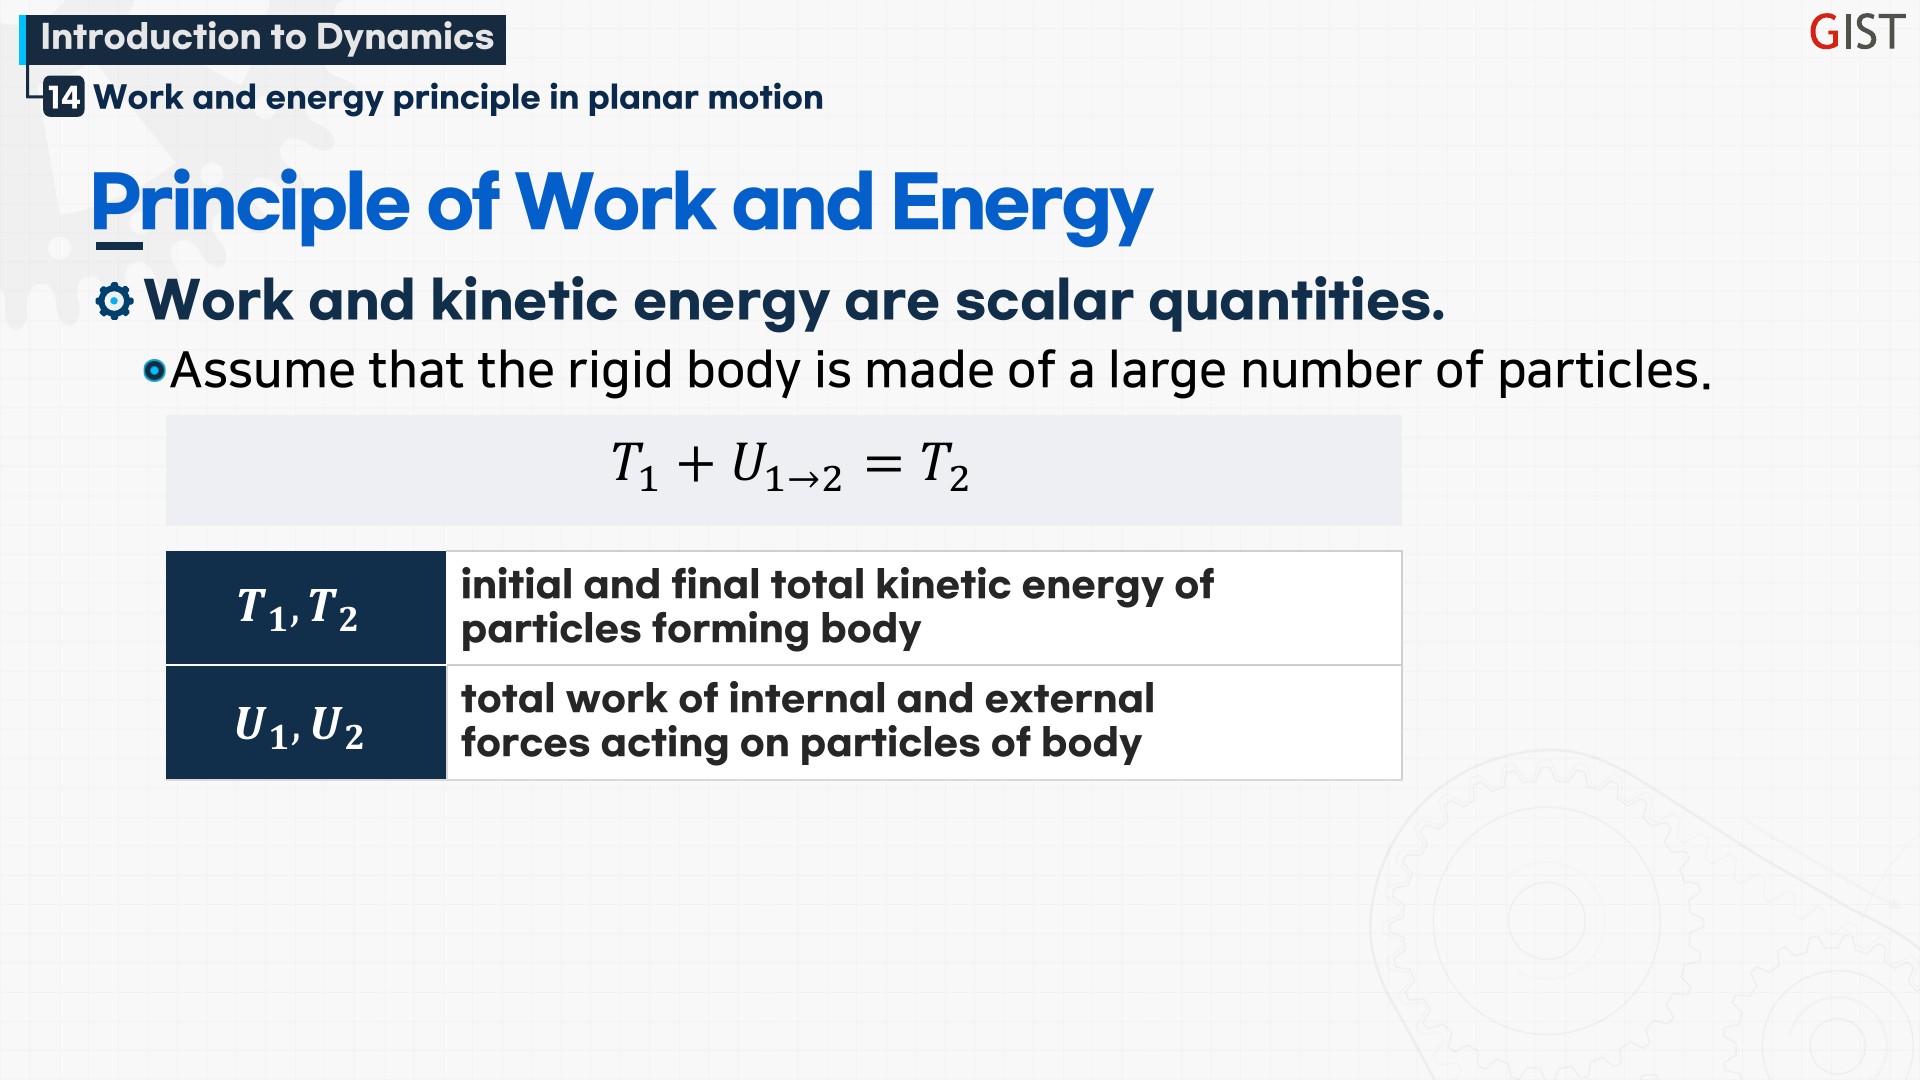 Introduction to Dynamics
GIST
14 Work and energy principle in planar motion
Principle of Work and Energy
Work and kinetic energy are scalar quantities.
Assume that the rigid body is made of a large number of particles.
T₁ + U₁→₂ = T₂
T₁, T₂
initial and final total kinetic energy of
particles forming body
U₁, U₂
total work of internal and external
forces acting on particles of body